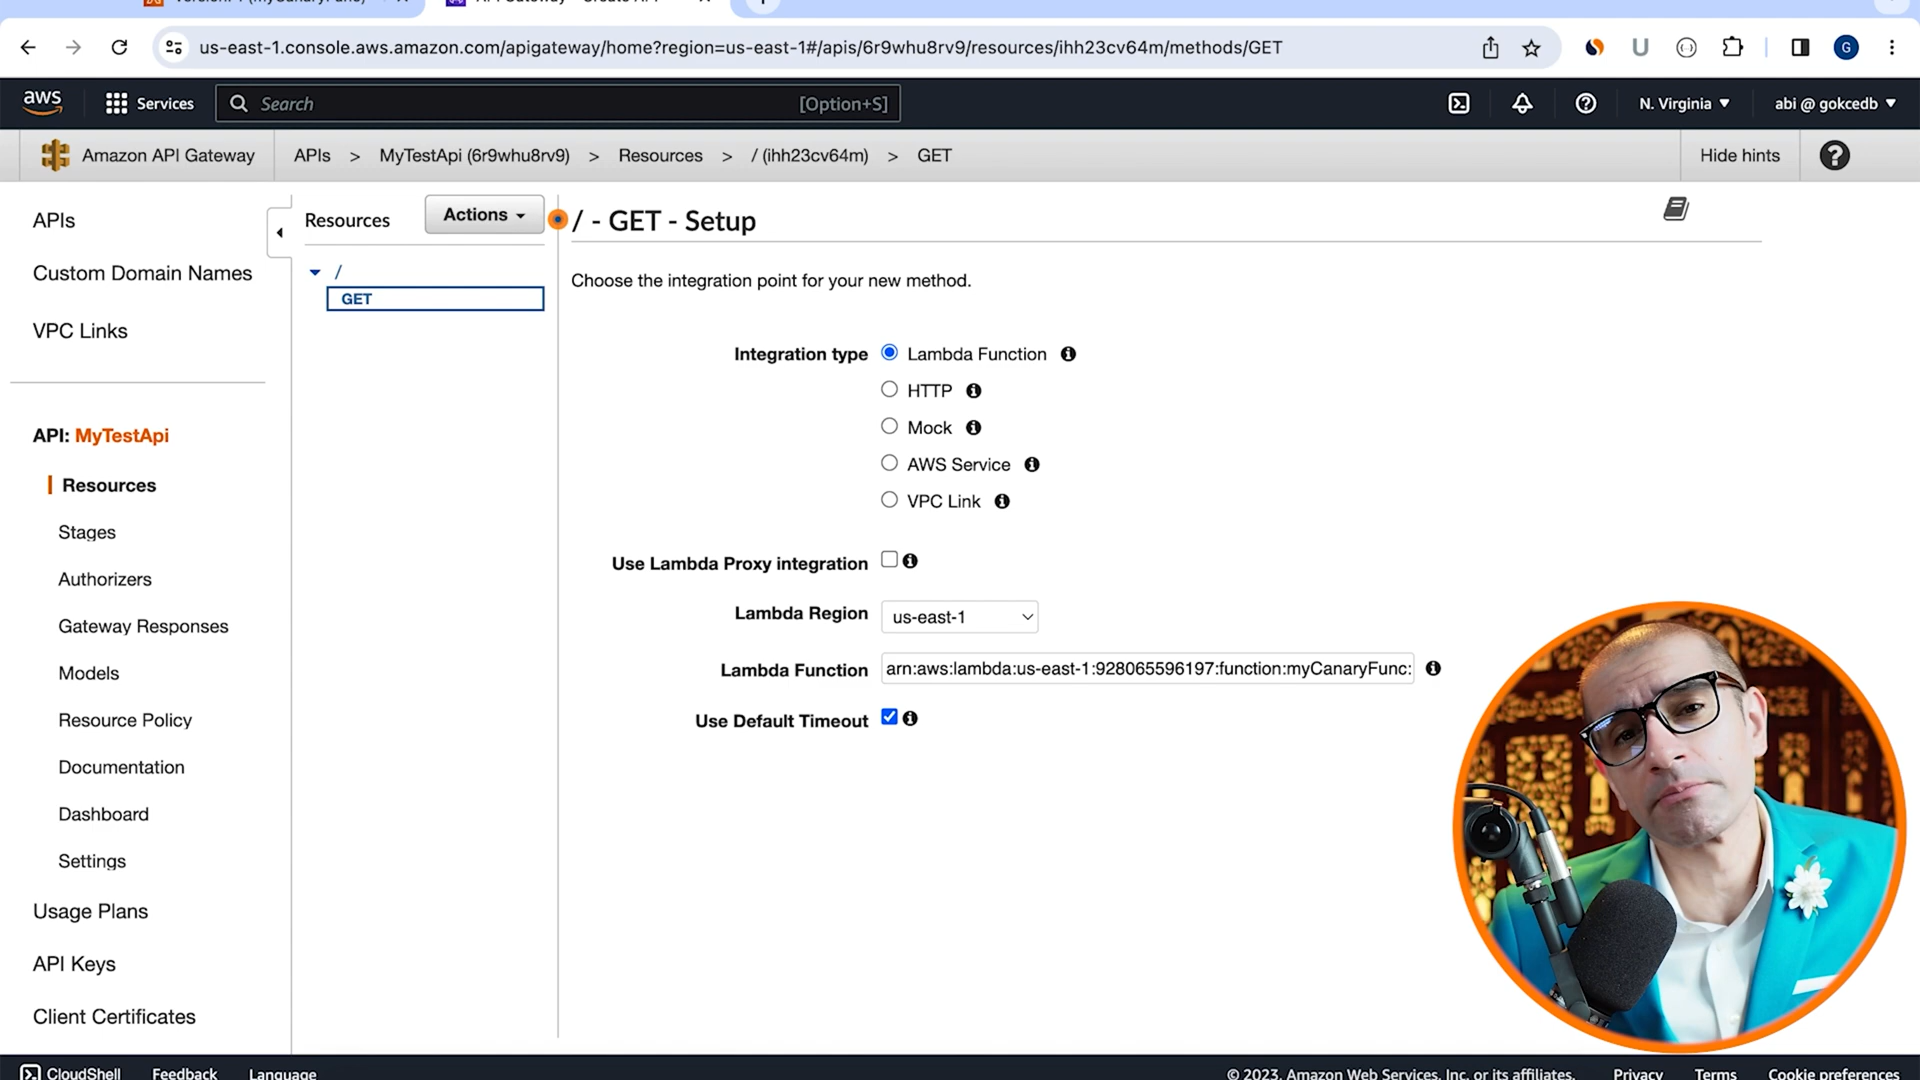 us-east-1.console.aws.amazon.com/apigateway/home?region=us-east-1#/apis/6r9whu8rv9/resources/ihh23cv64m/methods/GET
G
aws
Services
Search
[Option+S]
N. Virginia
abi @ gokcedb
Amazon API Gateway
APIs > MyTestApi (6r9whu8rv9) > Resources > / (ihh23cv64m) > GET
Hide hints
APIs
Custom Domain Names
VPC Links
API: MyTestApi
Resources
Stages
Authorizers
Gateway Responses
Models
Resource Policy
Documentation
Dashboard
Settings
Usage Plans
API Keys
Client Certificates
Resources
Actions
/
GET
/ - GET - Setup
Choose the integration point for your new method.
Integration type
Lambda Function
HTTP
Mock
AWS Service
VPC Link
Use Lambda Proxy integration
Lambda Region
us-east-1
Lambda Function
arn:aws:lambda:us-east-1:928065596197:function:myCanaryFunc:
Use Default Timeout
CloudShell
Feedback
Language
© 2023, Amazon Web Services, Inc. or its affiliates.
Privacy
Terms
Cookie preferences